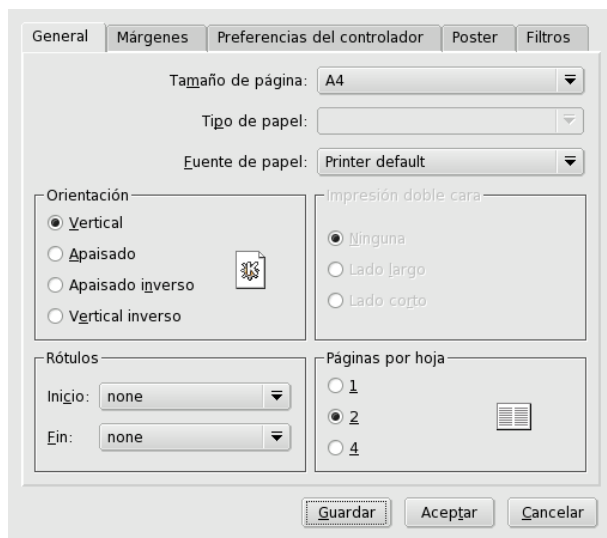 General Márgenes Preferencias del controlador Poster Filtros
Tamaño de página: A4
Tipo de papel:
Fuente de papel: Printer default
Orientación
Vertical
Apaisado
Apaisado inverso
Vertical inverso
Impresión doble cara
Ninguna
Lado largo
Lado corto
Rótulos
Inicio: none
Fin: none
Páginas por hoja
1
2
4
Guardar Aceptar Cancelar